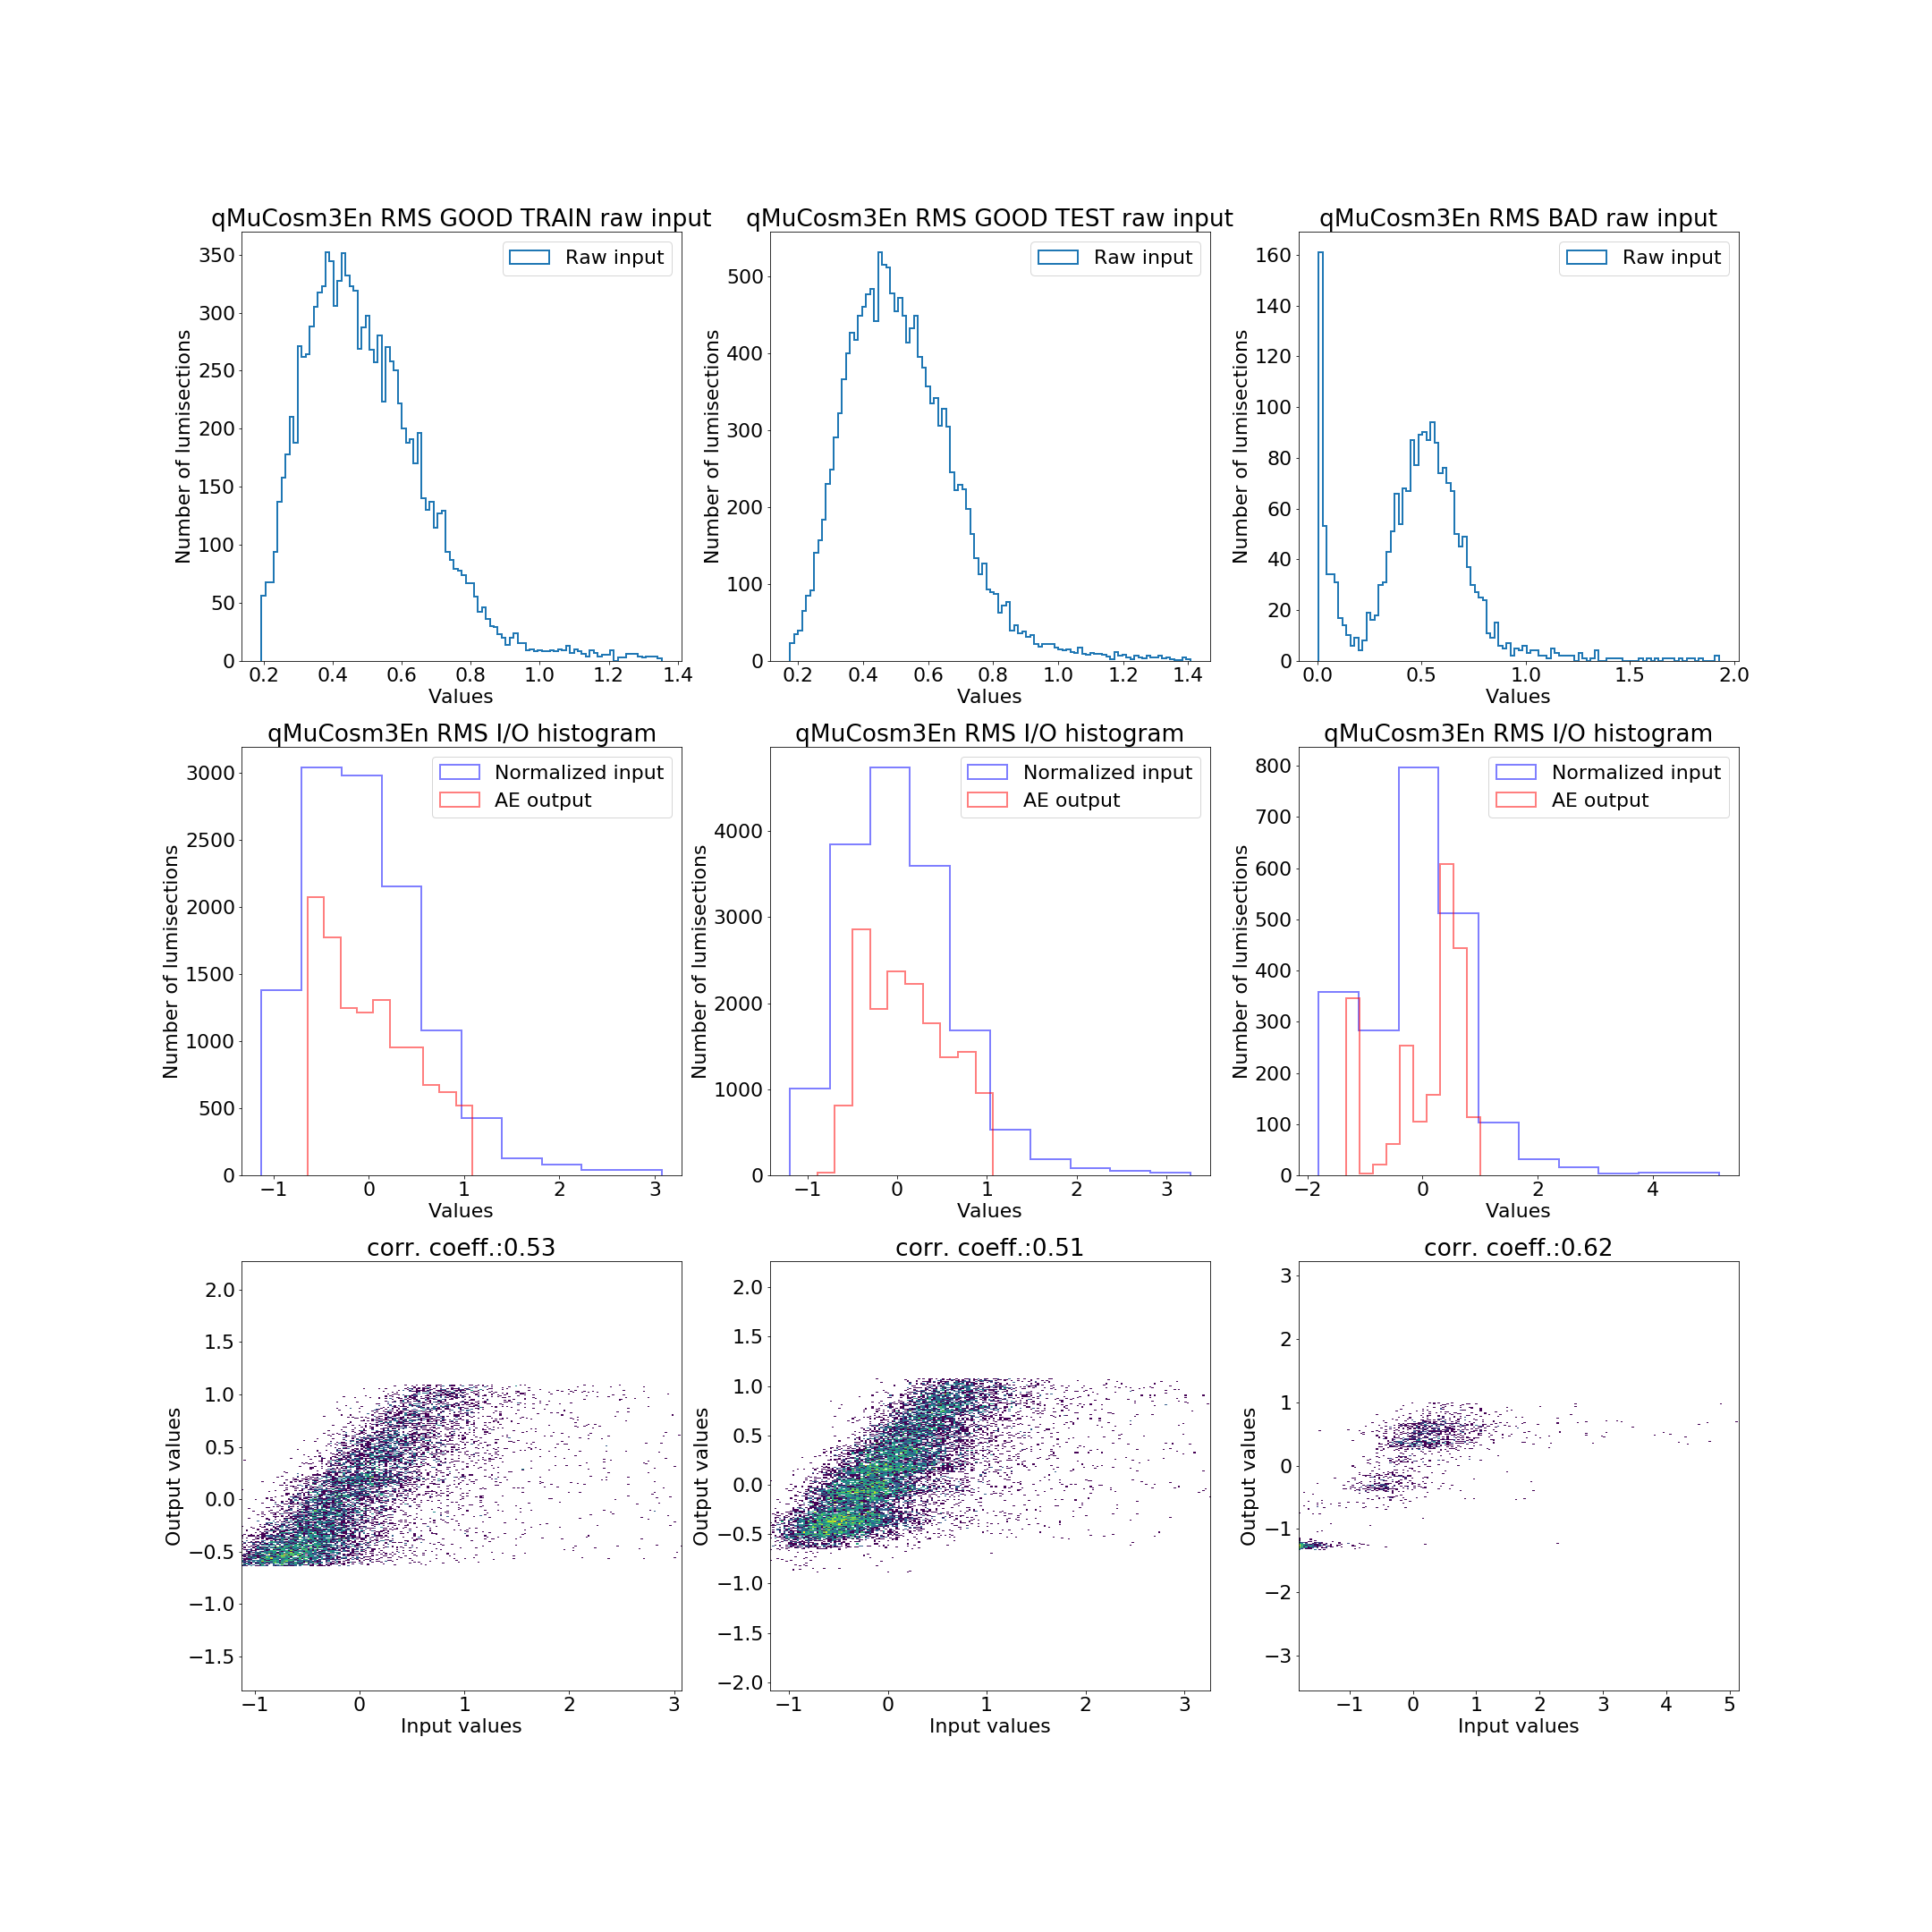 qMuCosm3En RMS GOOD TRAIN raw input
Raw input
350
300
250
200
150
100
50
0
Number of lumisections
0.2 0.4 0.6 0.8 1.0 1.2 1.4
Values
qMuCosm3En RMS GOOD TEST raw input
Raw input
500
400
300
200
100
0
Number of lumisections
0.2 0.4 0.6 0.8 1.0 1.2 1.4
Values
qMuCosm3En RMS BAD raw input
Raw input
160
140
120
100
80
60
40
20
0
Number of lumisections
0.0 0.5 1.0 1.5 2.0
Values
qMuCosm3En RMS I/O histogram
Normalized input
AE output
3000
2500
2000
1500
1000
500
0
Number of lumisections
−1 0 1 2 3
Values
qMuCosm3En RMS I/O histogram
Normalized input
AE output
4000
3000
2000
1000
0
Number of lumisections
−1 0 1 2 3
Values
qMuCosm3En RMS I/O histogram
Normalized input
AE output
800
700
600
500
400
300
200
100
0
Number of lumisections
−2 0 2 4
Values
corr. coeff.:0.53
2.0
1.5
1.0
0.5
0.0
−0.5
−1.0
−1.5
Output values
−1 0 1 2 3
Input values
corr. coeff.:0.51
2.0
1.5
1.0
0.5
0.0
−0.5
−1.0
−1.5
−2.0
Output values
−1 0 1 2 3
Input values
corr. coeff.:0.62
3
2
1
0
−1
−2
−3
Output values
−1 0 1 2 3 4 5
Input values